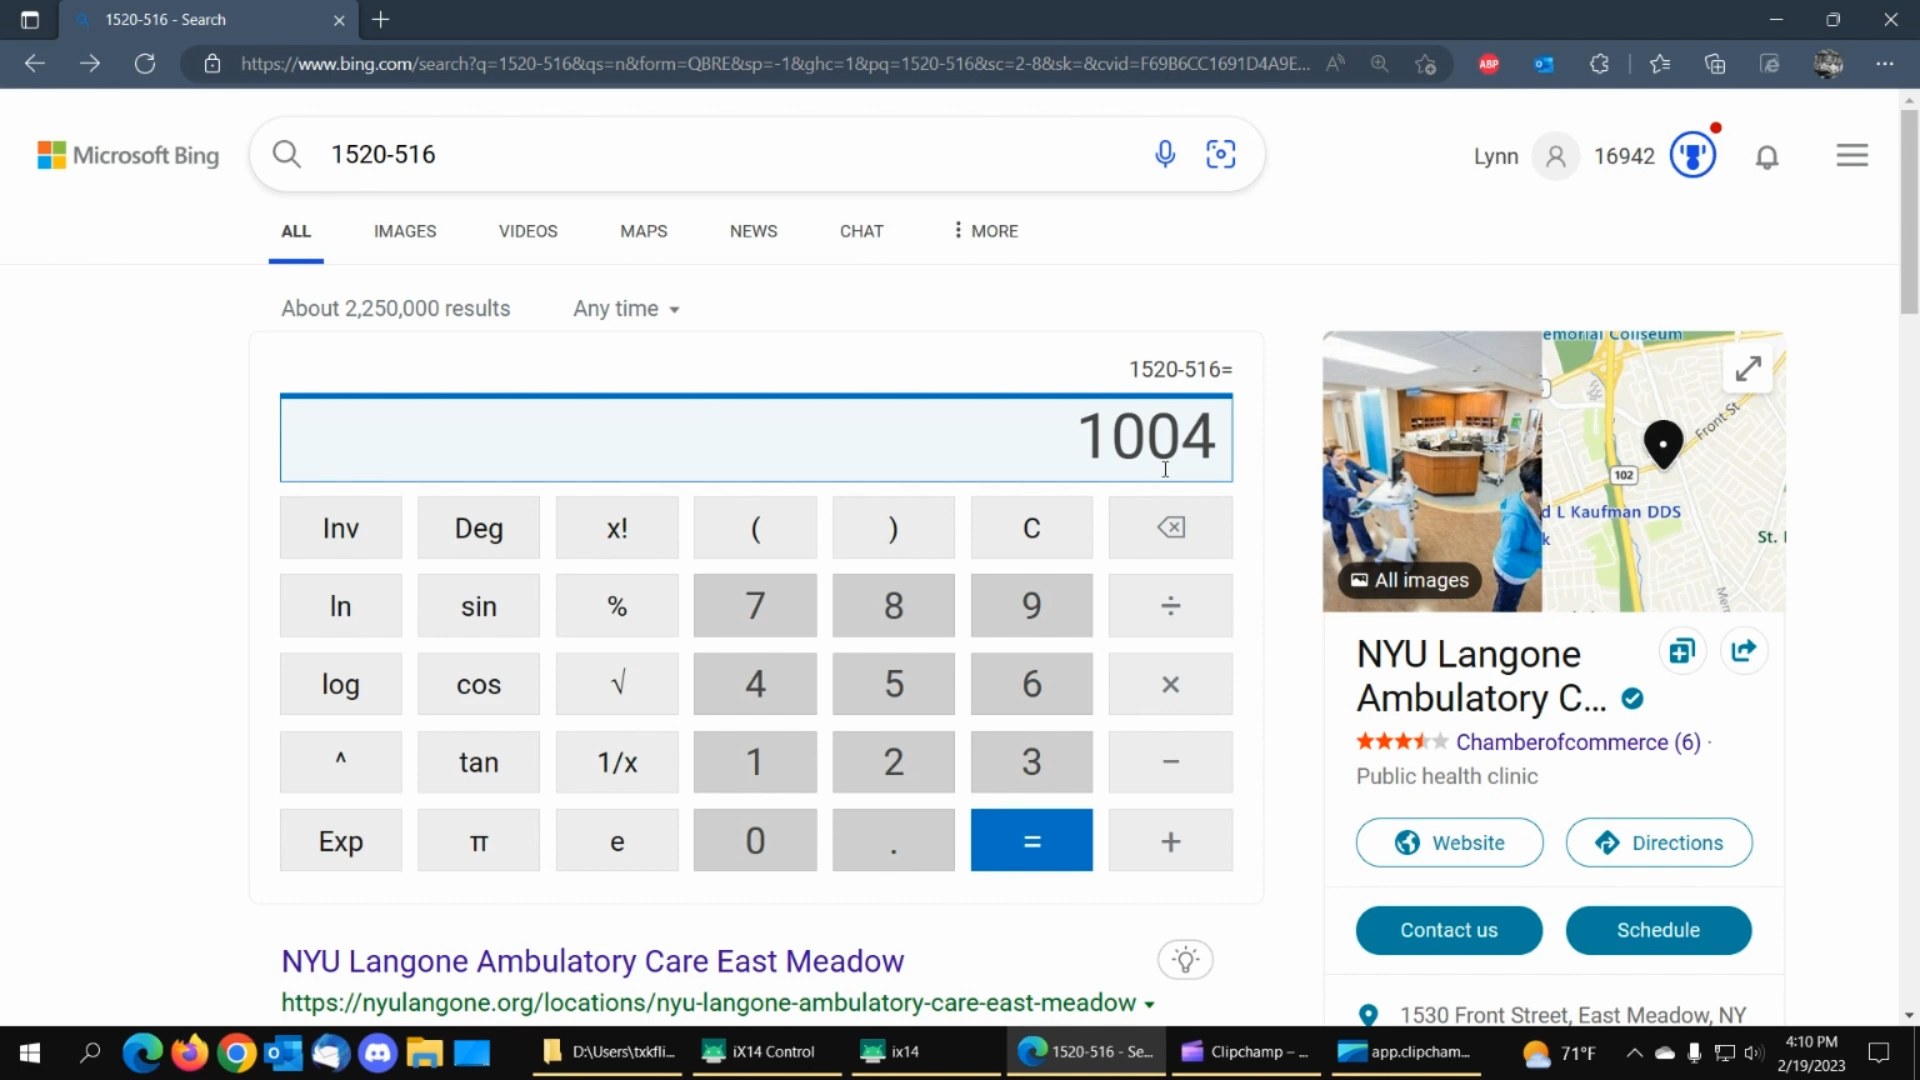 1520-516 - Search
https://www.bing.com/search?q=1520-516&qs=n&form=QBRE&sp=-1&ghc=1&pq=1520-516&sc=2-8&sk=&cvid=F69B6CC1691D4A9E...
ABP
Microsoft Bing
1520-516
Lynn
16942
ALL
IMAGES
VIDEOS
MAPS
NEWS
CHAT
MORE
About 2,250,000 results
Any time
1520-516=
1004
Inv Deg x! ( ) C
ln sin % 7 8 9 ÷
log cos √ 4 5 6 ×
^ tan 1/x 1 2 3 −
Exp π e 0 . = +
NYU Langone Ambulatory Care East Meadow
https://nyulangone.org/locations/nyu-langone-ambulatory-care-east-meadow
emorial Coliseum
Front St
102
d L Kaufman DDS
k
St.
All images
NYU Langone
Ambulatory C...
Chamberofcommerce (6) ·
Public health clinic
Website
Directions
Contact us
Schedule
1530 Front Street, East Meadow, NY
D:\Users\txkfli...
iX14 Control
ix14
1520-516 - Se...
Clipchamp – ...
app.clipcham...
71°F
4:10 PM
2/19/2023